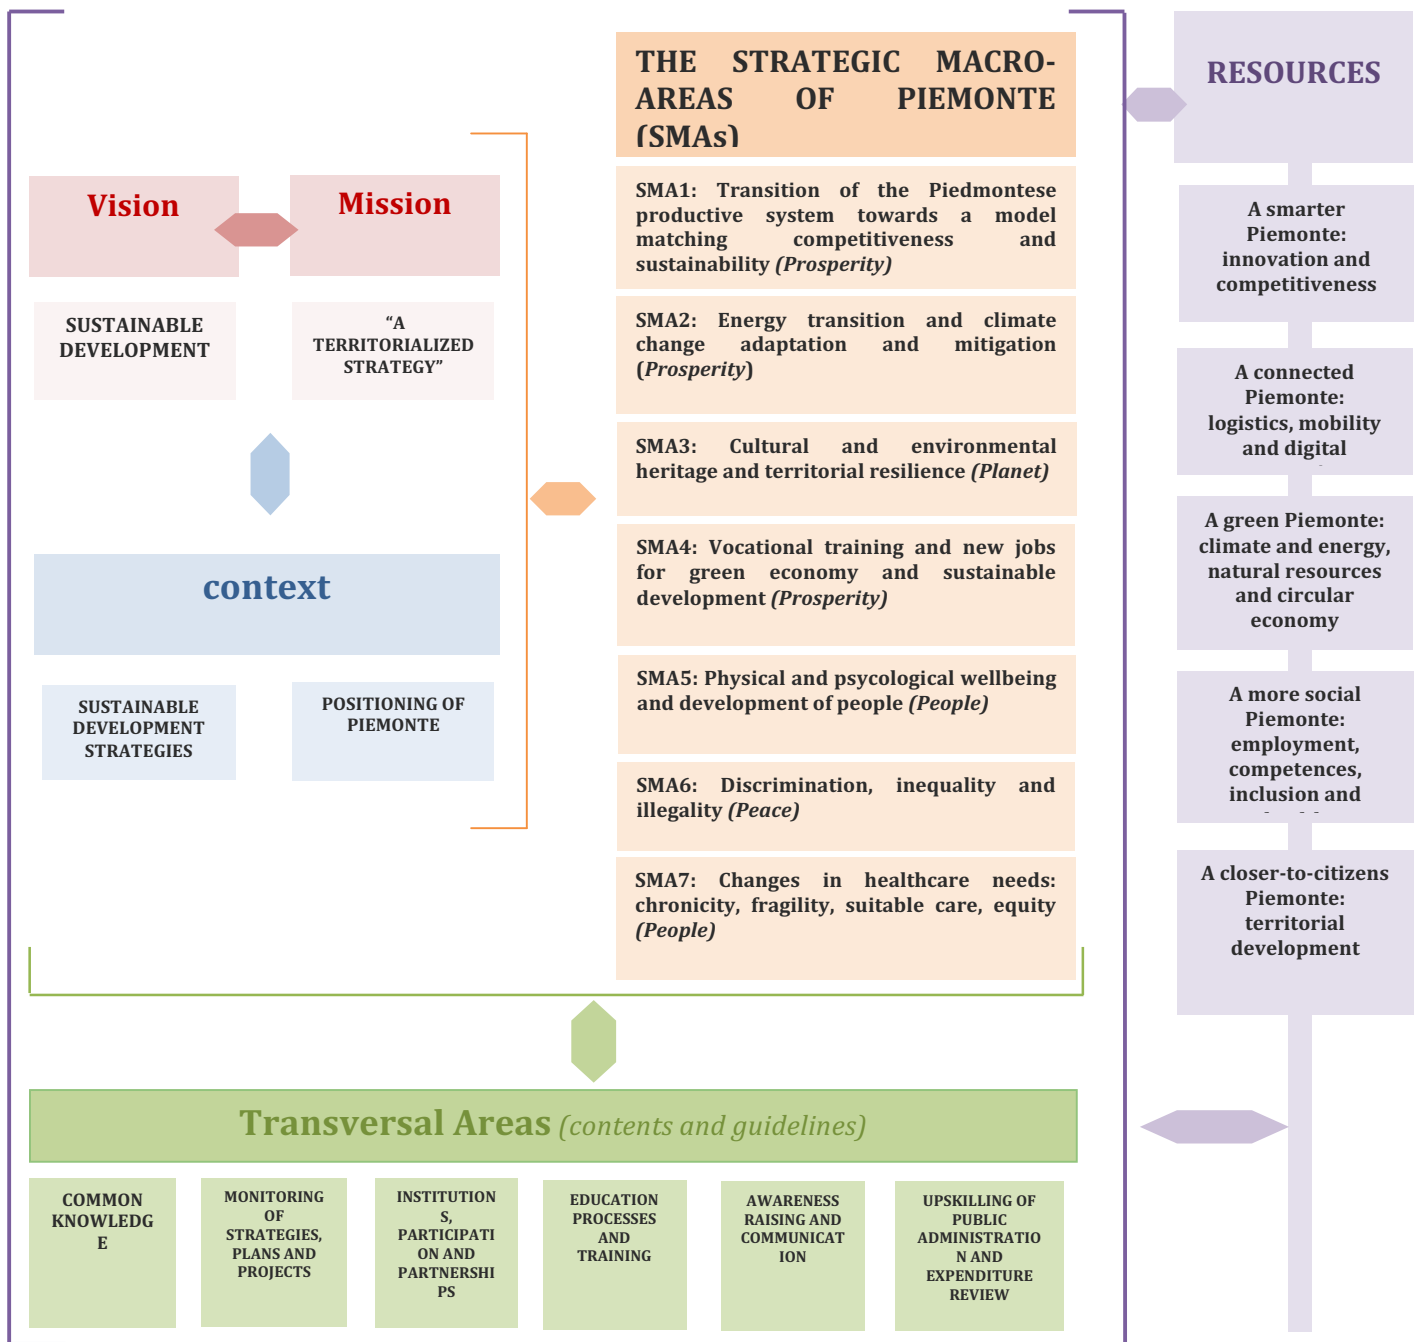 THE STRATEGIC MACRO-
AREAS OF PIEMONTE
(SMAs)
RESOURCES
Vision
Mission
SUSTAINABLE
DEVELOPMENT
“A
TERRITORIALIZED
STRATEGY”
context
SUSTAINABLE
DEVELOPMENT
STRATEGIES
POSITIONING OF
PIEMONTE
SMA1: Transition of the Piedmontese
productive system towards a model
matching competitiveness and
sustainability (Prosperity)
SMA2: Energy transition and climate
change adaptation and mitigation
(Prosperity)
SMA3: Cultural and environmental
heritage and territorial resilience (Planet)
SMA4: Vocational training and new jobs
for green economy and sustainable
development (Prosperity)
SMA5: Physical and psycological wellbeing
and development of people (People)
SMA6: Discrimination, inequality and
illegality (Peace)
SMA7: Changes in healthcare needs:
chronicity, fragility, suitable care, equity
(People)
A smarter
Piemonte:
innovation and
competitiveness
A connected
Piemonte:
logistics, mobility
and digital
A green Piemonte:
climate and energy,
natural resources
and circular
economy
A more social
Piemonte:
employment,
competences,
inclusion and
A closer-to-citizens
Piemonte:
territorial
development
Transversal Areas (contents and guidelines)
COMMON
KNOWLEDG
E
MONITORING
OF
STRATEGIES,
PLANS AND
PROJECTS
INSTITUTION
S,
PARTICIPATI
ON AND
PARTNERSHI
PS
EDUCATION
PROCESSES
AND
TRAINING
AWARENESS
RAISING AND
COMMUNICAT
ION
UPSKILLING OF
PUBLIC
ADMINISTRATIO
N AND
EXPENDITURE
REVIEW